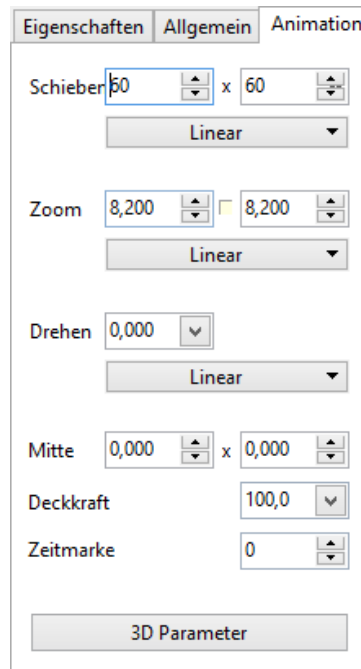 Eigenschaften Allgemein Animation
Schieben 60 x 60
Linear
Zoom 8,200 8,200
Linear
Drehen 0,000
Linear
Mitte 0,000 x 0,000
Deckkraft 100,0
Zeitmarke 0
3D Parameter